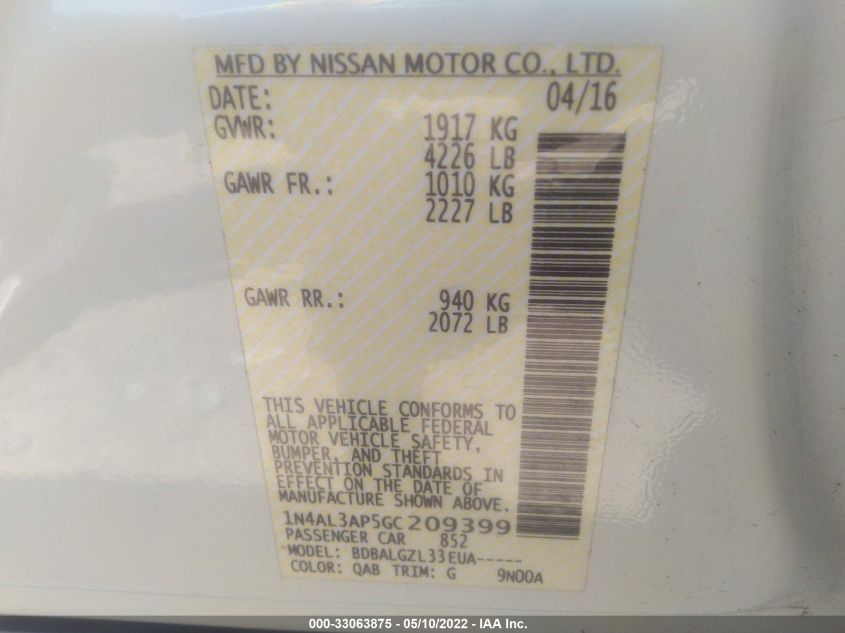 MFD BY NISSAN MOTOR CO., LTD.
DATE: 04/16
GVWR: 1917 KG
4226 LB
GAWR FR.: 1010 KG
2227 LB
GAWR RR.: 940 KG
2072 LB
THIS VEHICLE CONFORMS TO
ALL APPLICABLE FEDERAL
MOTOR VEHICLE SAFETY,
BUMPER, AND THEFT
PREVENTION STANDARDS IN
EFFECT ON THE DATE OF
MANUFACTURE SHOWN ABOVE.
1N4AL3AP5GC209399
PASSENGER CAR 852
MODEL: BDBALGZL33EUA-----
COLOR: QAB TRIM: G 9N00A
000-33063875 - 05/10/2022 - IAA Inc.